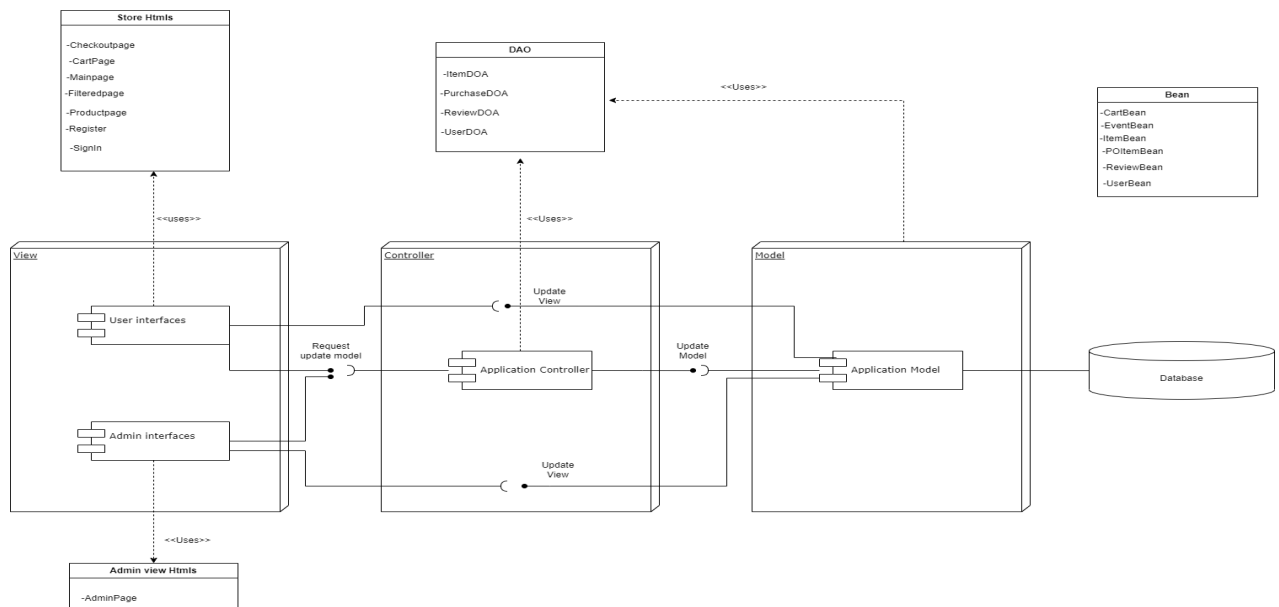 Store Htmls
-Checkoutpage
-CartPage
-Mainpage
-Filteredpage
-Productpage
-Register
-SignIn
DAO
-ItemDOA
-PurchaseDOA
-ReviewDOA
-UserDOA
<<Uses>>
Bean
-CartBean
-EventBean
-ItemBean
-POItemBean
-ReviewBean
-UserBean
<<uses>>
<<Uses>>
View
Controller
Model
User interfaces
Update
View
Request
update model
Application Controller
Update
Model
Application Model
Database
Admin interfaces
Update
View
<<Uses>>
Admin view Htmls
-AdminPage